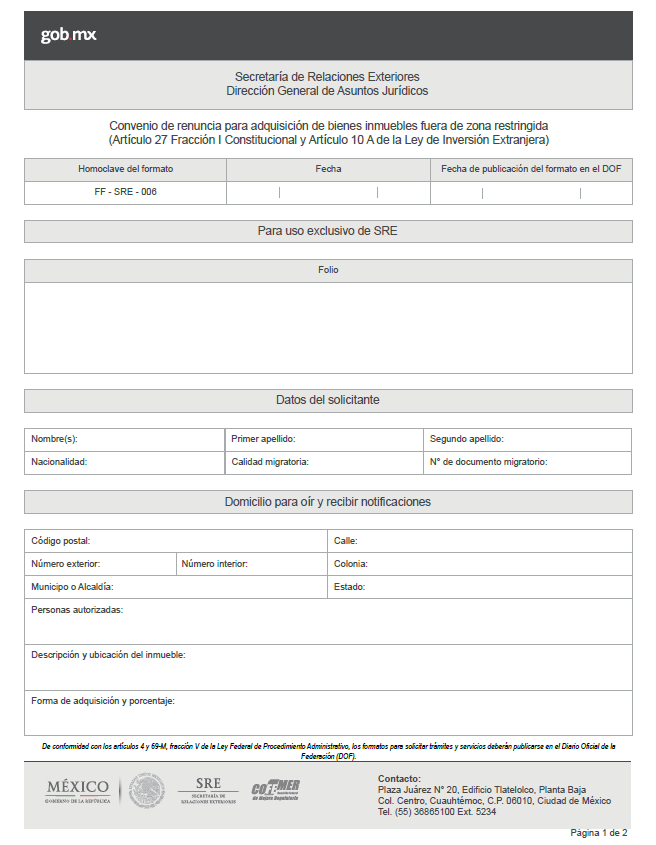 gob.mx
Secretaría de Relaciones Exteriores
Dirección General de Asuntos Jurídicos
Convenio de renuncia para adquisición de bienes inmuebles fuera de zona restringida
(Artículo 27 Fracción I Constitucional y Artículo 10 A de la Ley de Inversión Extranjera)
Homoclave del formato
Fecha
Fecha de publicación del formato en el DOF
FF - SRE - 006
Para uso exclusivo de SRE
Folio
Datos del solicitante
Nombre(s):
Primer apellido:
Segundo apellido:
Nacionalidad:
Calidad migratoria:
N° de documento migratorio:
Domicilio para oír y recibir notificaciones
Código postal:
Calle:
Número exterior:
Número interior:
Colonia:
Municipo o Alcaldía:
Estado:
Personas autorizadas:
Descripción y ubicación del inmueble:
Forma de adquisición y porcentaje:
De conformidad con los artículos 4 y 69-M, fracción V de la Ley Federal de Procedimiento Administrativo, los formatos para solicitar trámites y servicios deberán publicarse en el Diario Oficial de la
Federación (DOF).
MÉXICO
GOBIERNO DE LA REPÚBLICA
SRE
SECRETARÍA DE
RELACIONES EXTERIORES
COFEMER
de Mejora Regulatoria
Contacto:
Plaza Juárez N° 20, Edificio Tlatelolco, Planta Baja
Col. Centro, Cuauhtémoc, C.P. 06010, Ciudad de México
Tel. (55) 36865100 Ext. 5234
Página 1 de 2